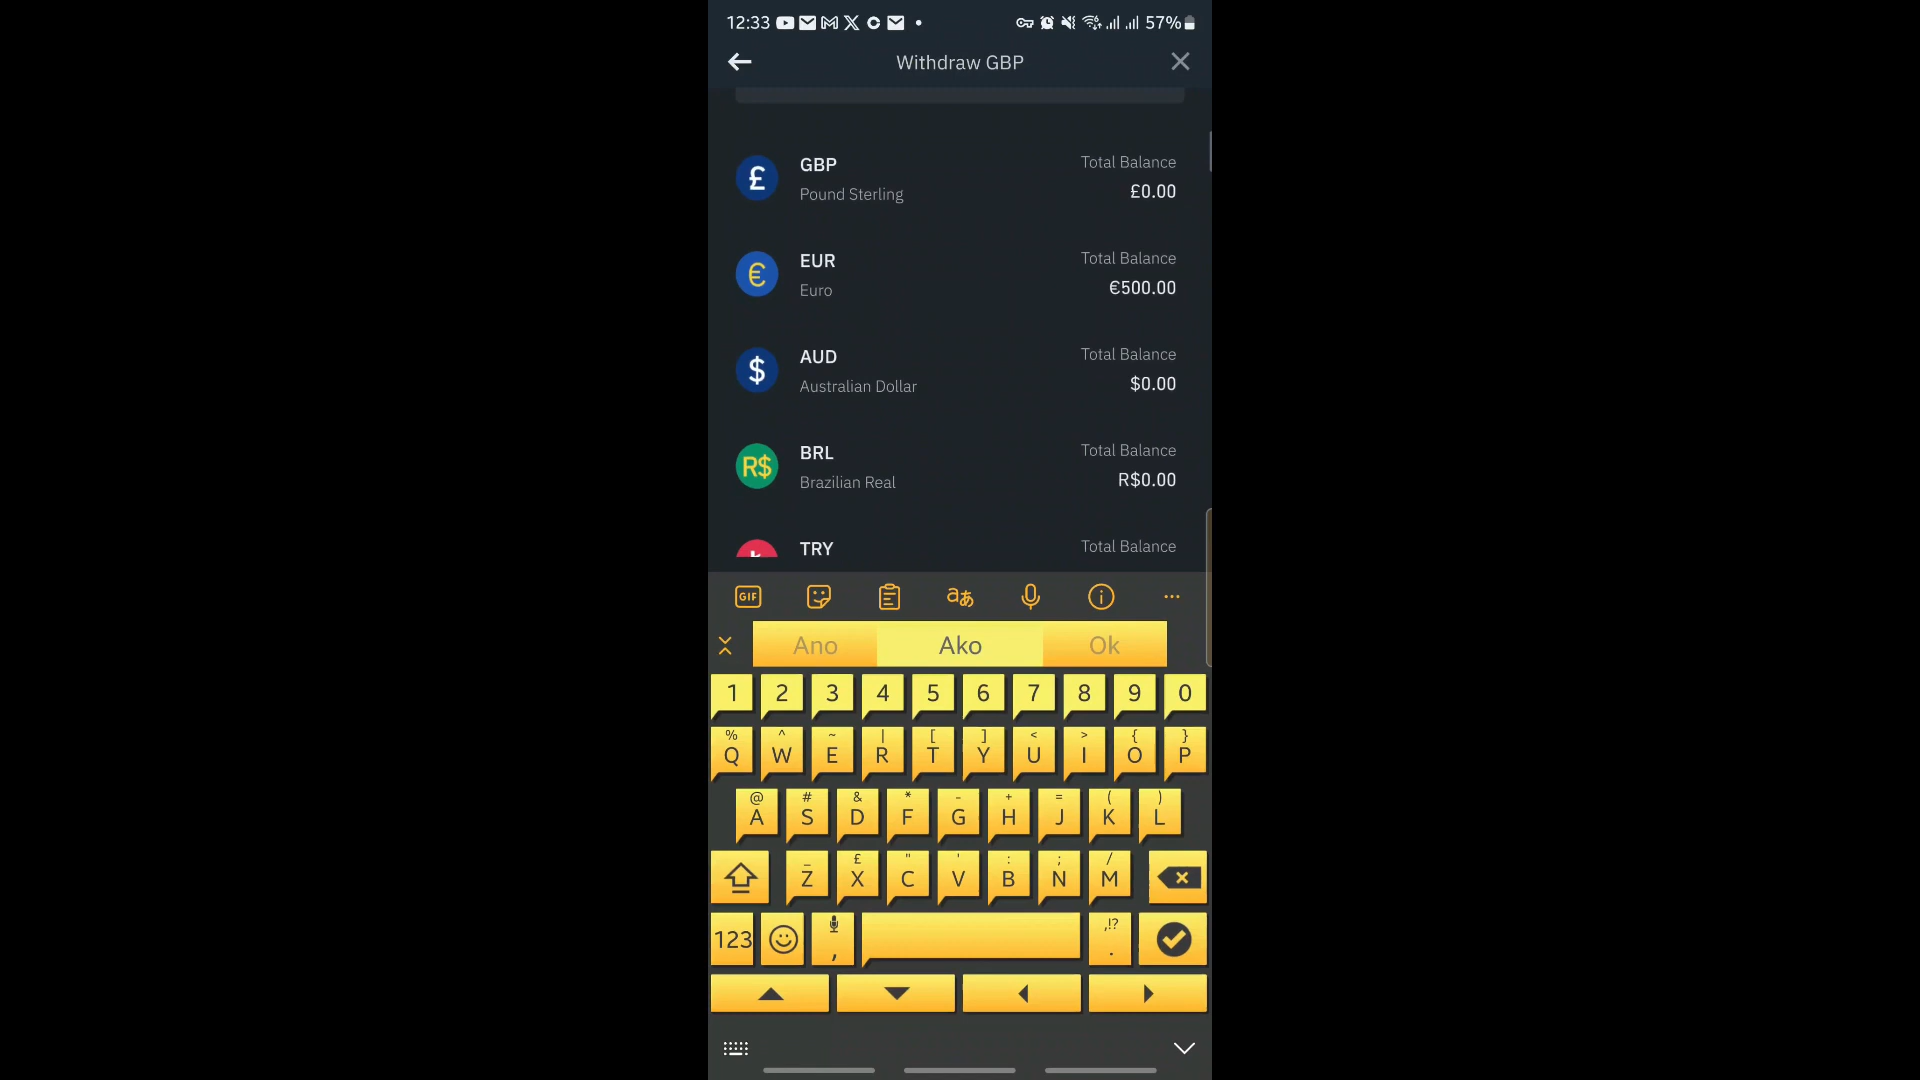 12:33 57%
Withdraw GBP
£ GBP Total Balance
Pound Sterling £0.00
€ EUR Total Balance
Euro €500.00
$ AUD Total Balance
Australian Dollar $0.00
R$ BRL Total Balance
Brazilian Real R$0.00
TRY Total Balance
GIF aあ ...
Ano Ako Ok
1 2 3 4 5 6 7 8 9 0
% ^ ~ | [ ] < > { }
Q W E R T Y U I O P
@ # & * - + = ( )
A S D F G H J K L
_ £ " ' : ; /
Z X C V B N M
,!?
123 , .